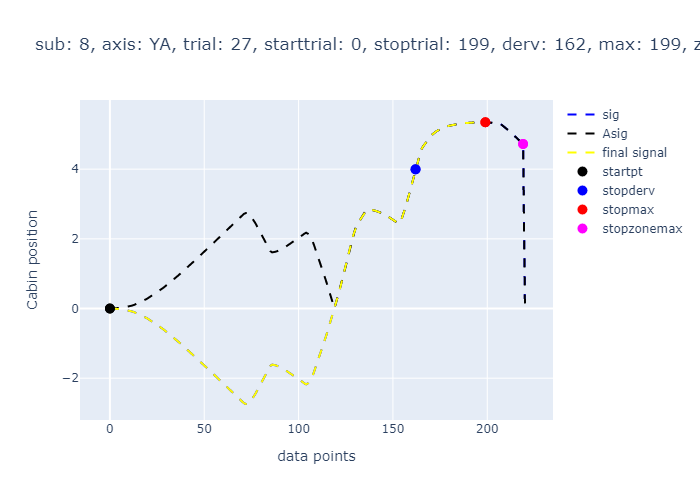 sub: 8, axis: YA, trial: 27, starttrial: 0, stoptrial: 199, derv: 162, max: 199, z
sig
Asig
final signal
startpt
stopderv
stopmax
stopzonemax
Cabin position
4
2
0
−2
0
50
100
150
200
data points